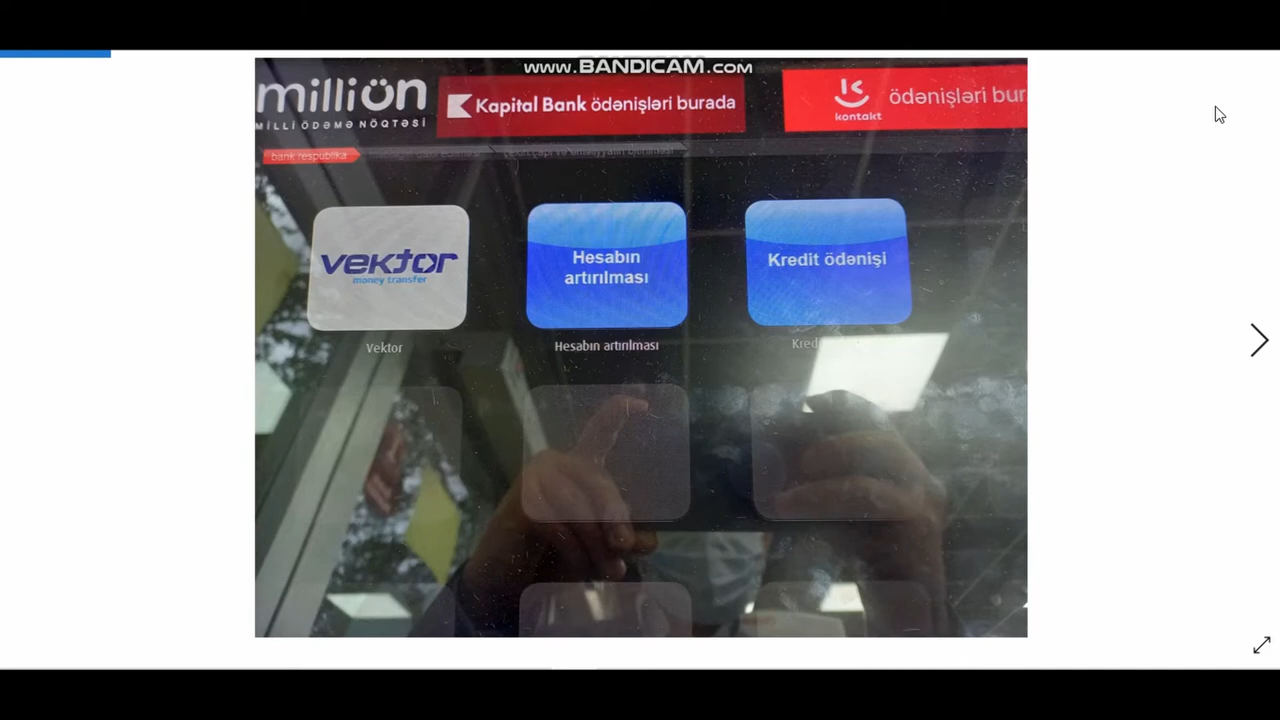 www.BANDICAM.com
millìön
MİLLİ ÖDƏMƏ NÖQTƏSİ
Kapital Bank ödənişləri burada
kontakt
ödənişləri bur
bank respublika
vektor
money transfer
Hesabın
artırılması
Kredit ödənişi
Vektor
Hesabın artırılması